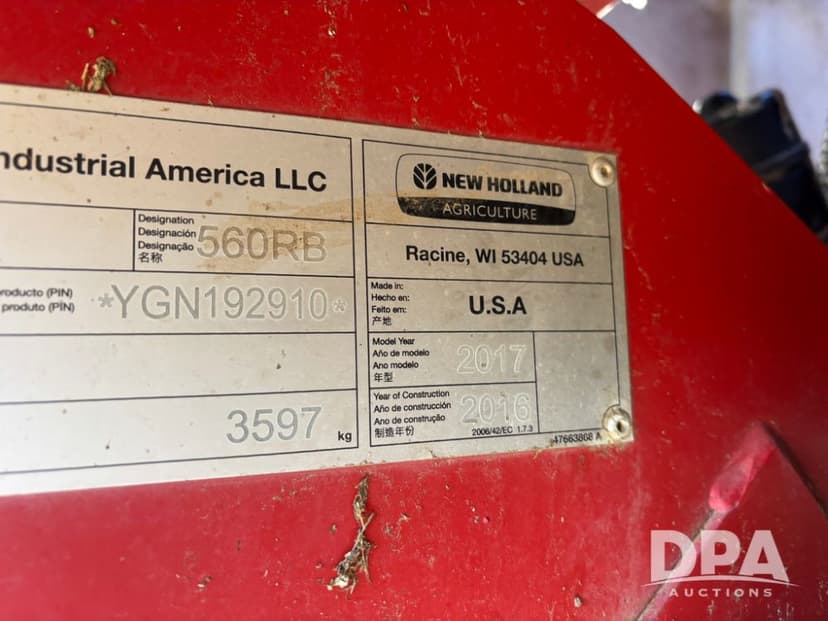 ndustrial America LLC
NEW HOLLAND
AGRICULTURE
Racine, WI 53404 USA
Designation
Designación
Designação
名称
560RB
roducto (PIN)
produto (PIN)
*YGN192910*
Made in:
Hecho en:
Feito em:
产地
U.S.A
Model Year
Año de modelo
Ano modelo
年型
2017
3597 kg
Year of Construction
Año de construcción
Ano de construção
制造年份
2016
2006/42/EC 1.7.3
47663868 A
DPA
AUCTIONS